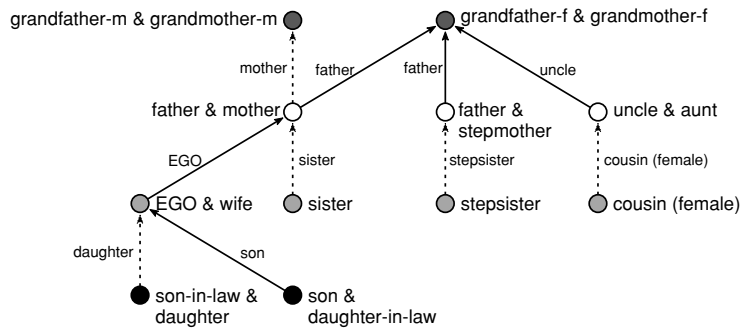 grandfather-m & grandmother-m
grandfather-f & grandmother-f
mother
father
father
uncle
father & mother
father &
stepmother
uncle & aunt
EGO
sister
stepsister
cousin (female)
EGO & wife
sister
stepsister
cousin (female)
daughter
son
son-in-law &
daughter
son &
daughter-in-law